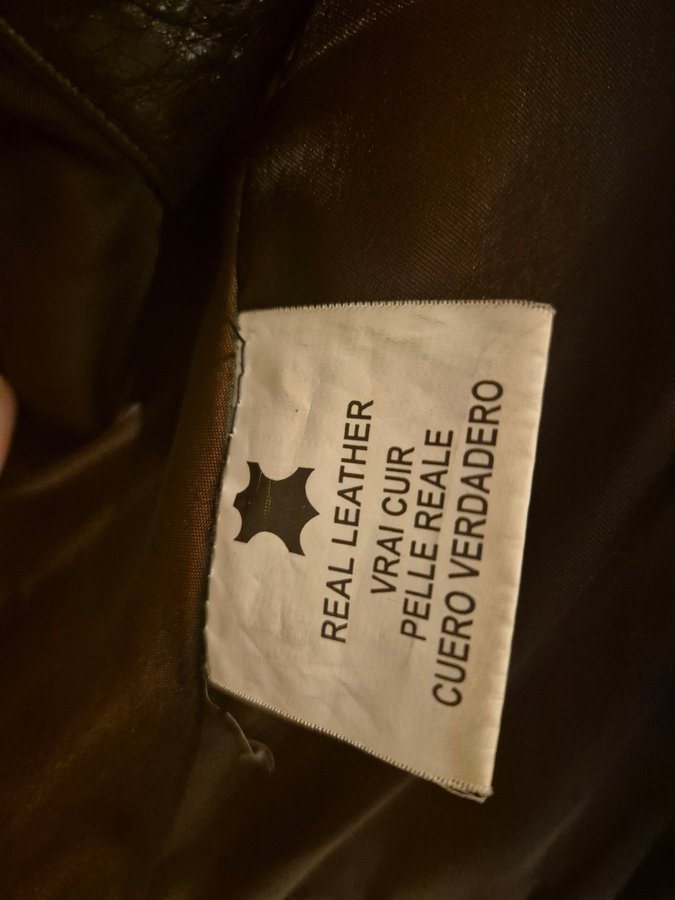 REAL LEATHER
VRAI CUIR
PELLE REALE
CUERO VERDADERO